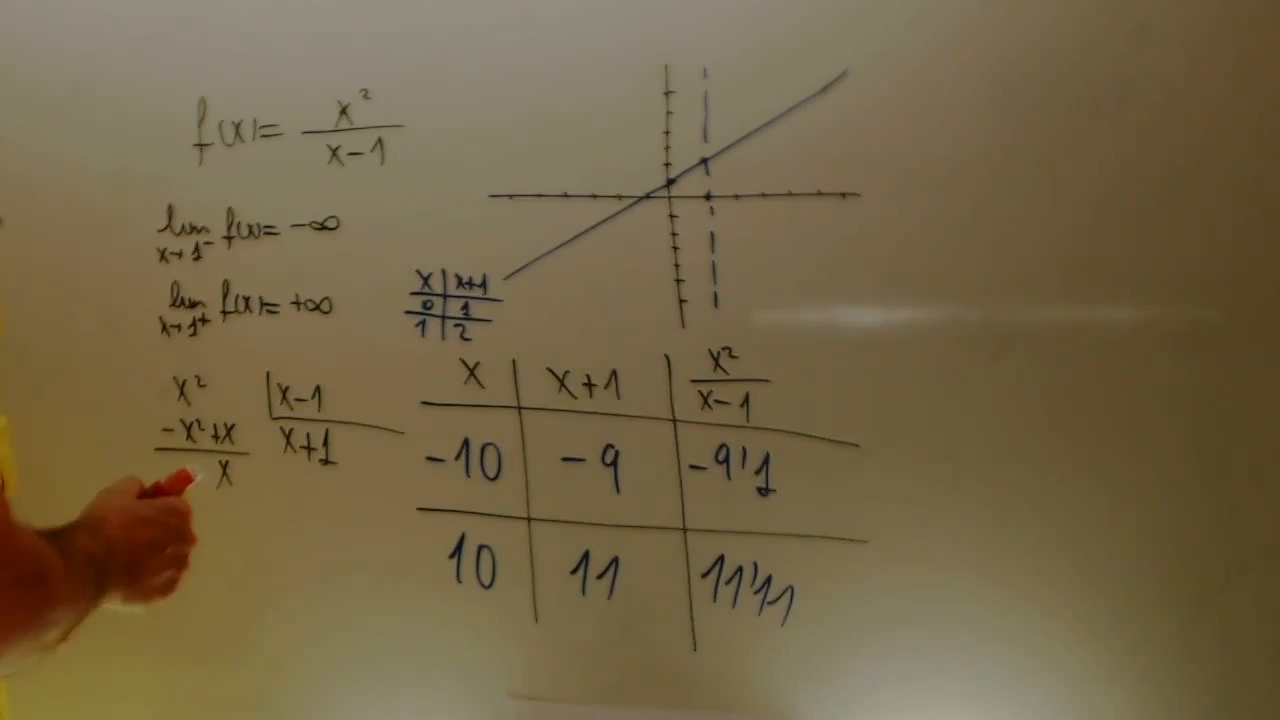 f(x)= x²/(x-1)
lim x→1⁻ f(x)= -∞
lim x→1⁺ f(x)= +∞
x | x+1
0 | 1
1 | 2
x² | x-1
-x²+x | x+1
x
x | x+1 | x²/(x-1)
-10 | -9 | -9'1
10 | 11 | 11'11